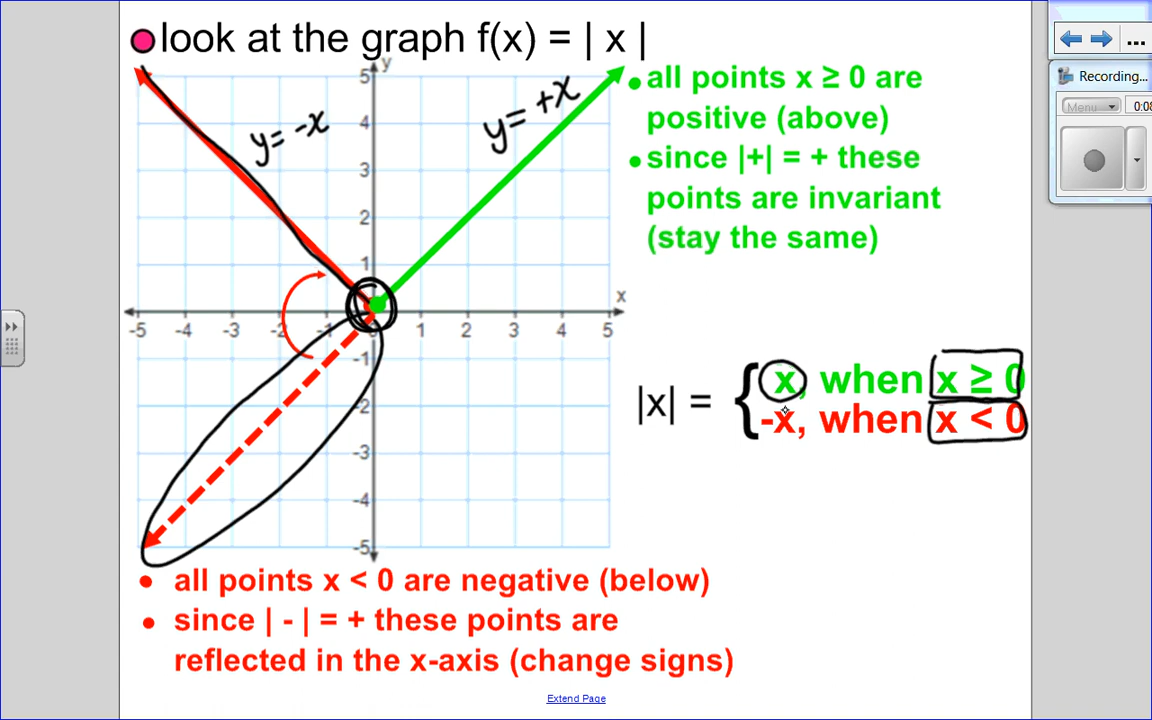 look at the graph f(x) = | x |
y
5
4
3
2
1
-1
-2
-3
-4
-5
-5 -4 -3 -2 -1 1 2 3 4 5
x
y= -x
y= +x
• all points x ≥ 0 are
positive (above)
• since |+| = + these
points are invariant
(stay the same)
|x| = { x, when x ≥ 0
-x, when x < 0
• all points x < 0 are negative (below)
• since | - | = + these points are
reflected in the x-axis (change signs)
Extend Page
...
Recording...
Menu
0:08